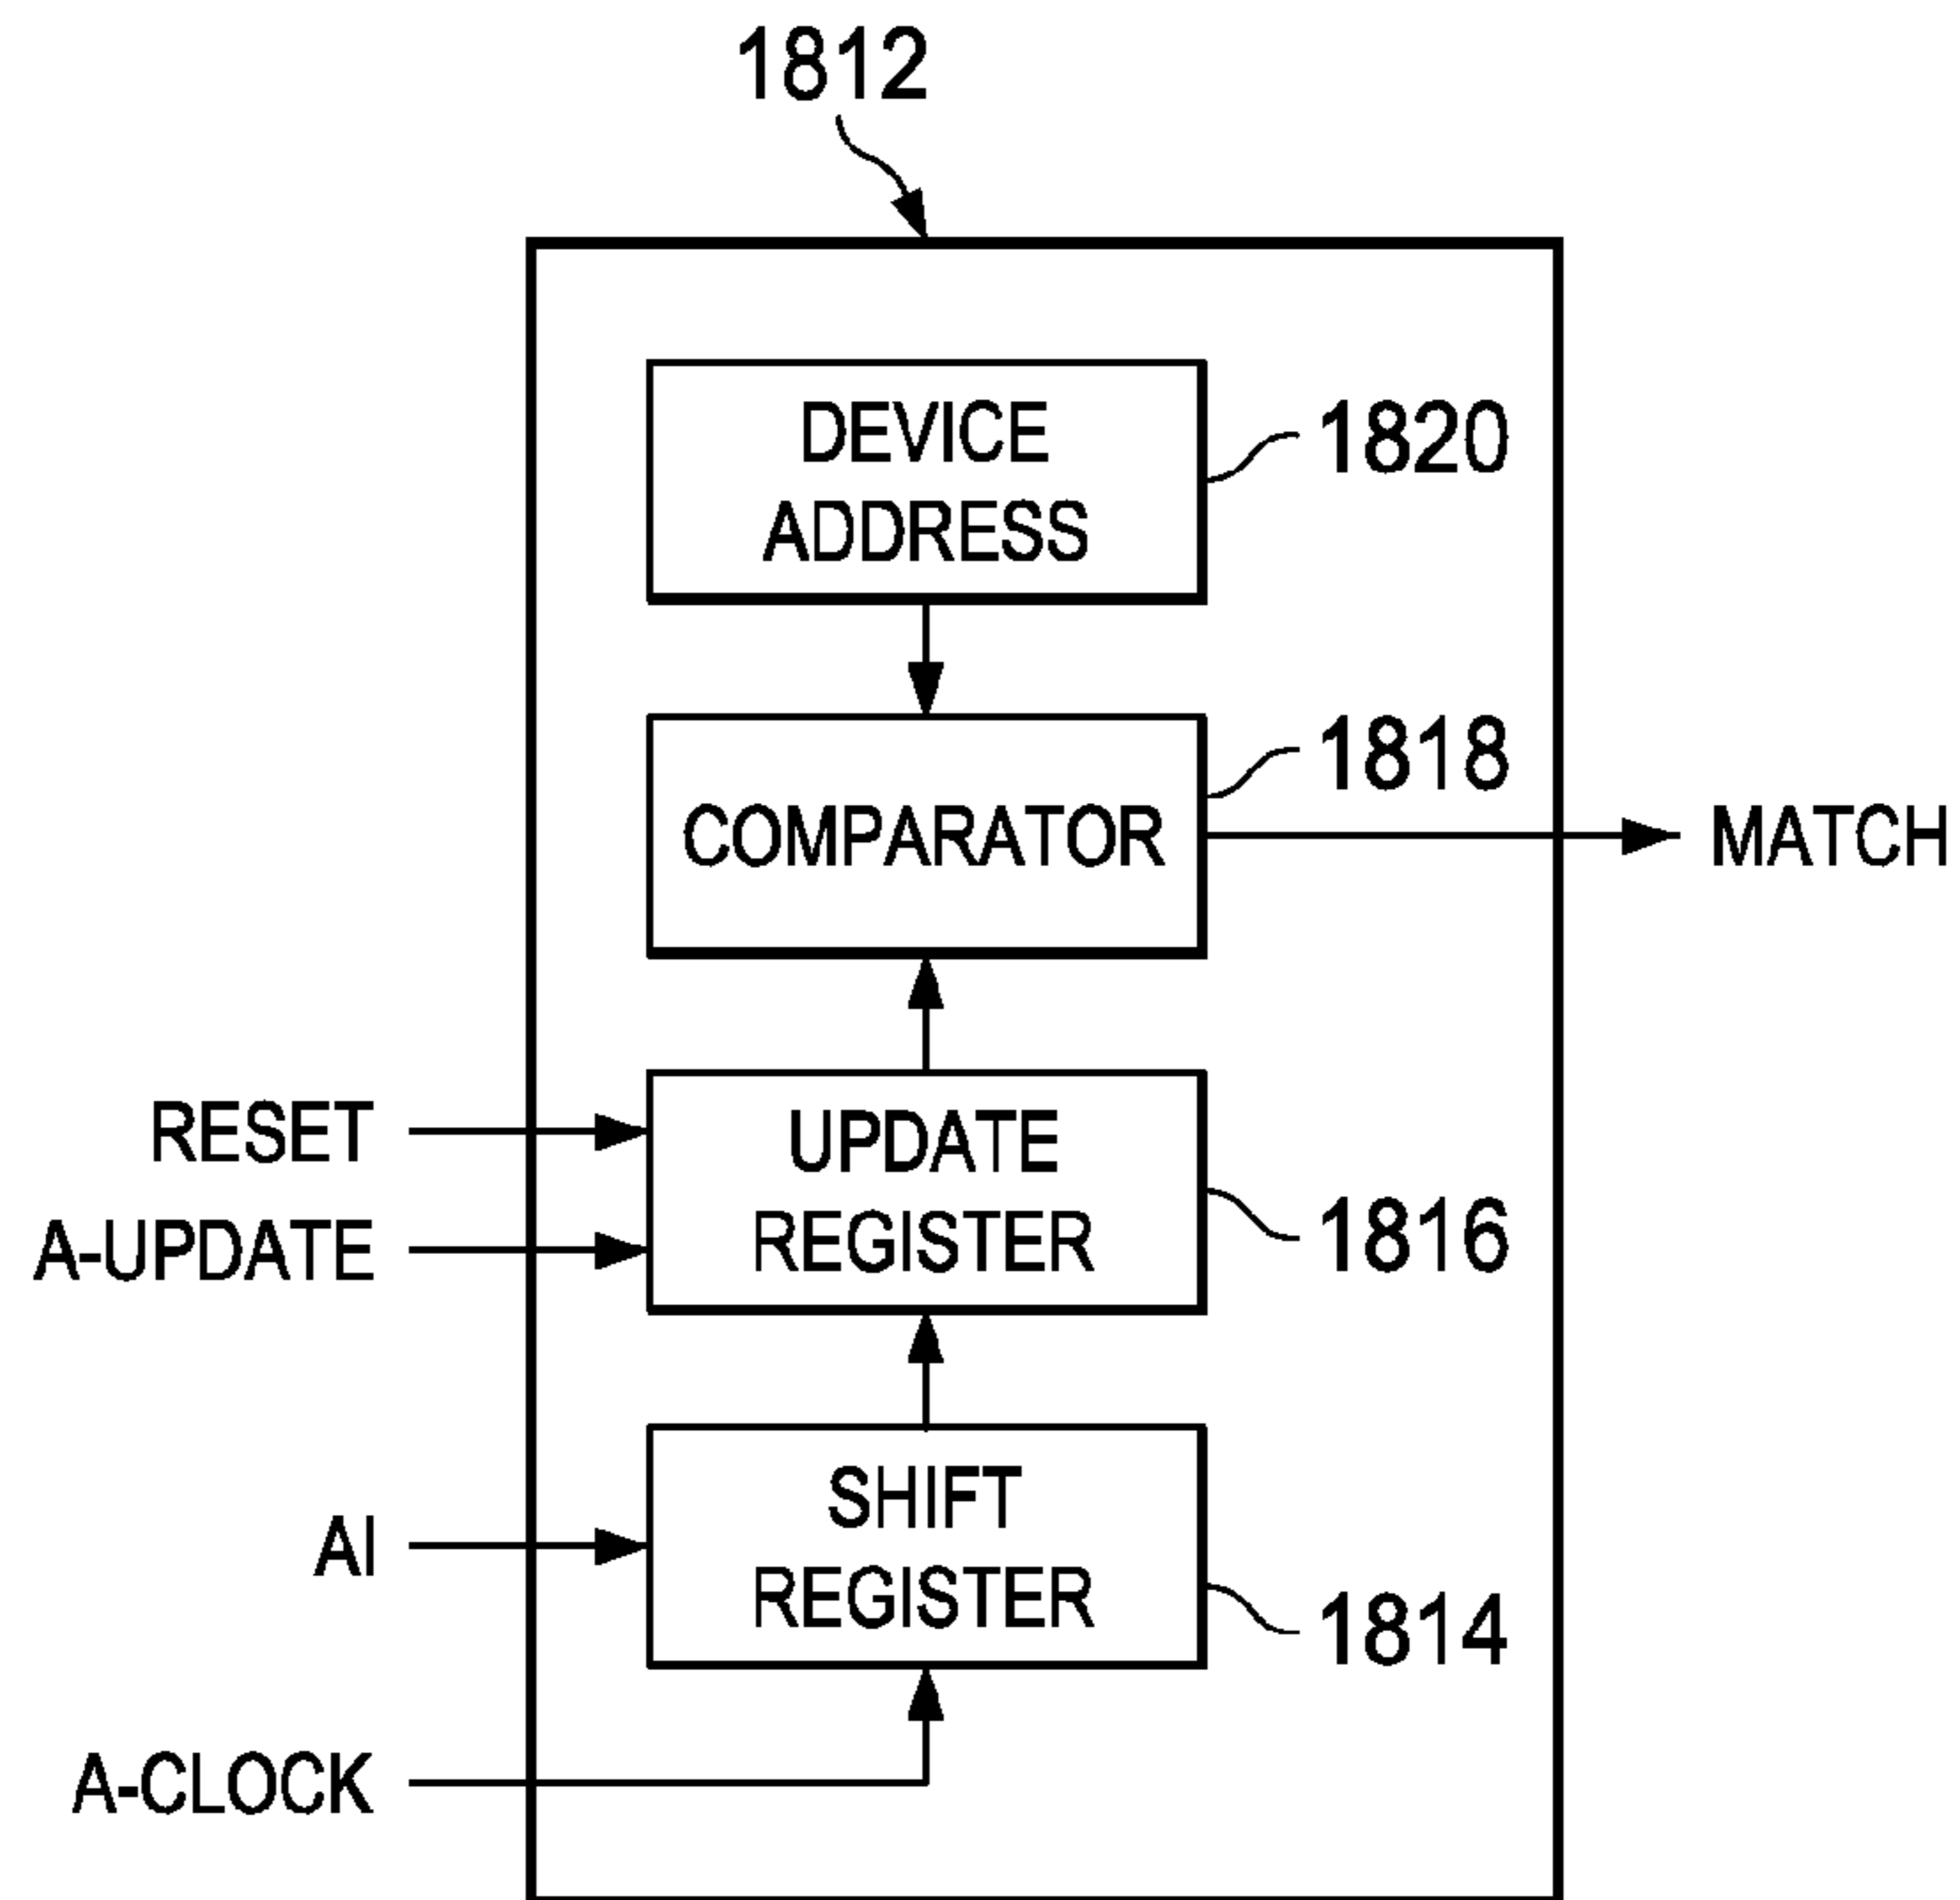 1812
DEVICE
ADDRESS
1820
COMPARATOR
1818
MATCH
RESET
A-UPDATE
UPDATE
REGISTER
1816
AI
SHIFT
REGISTER
1814
A-CLOCK